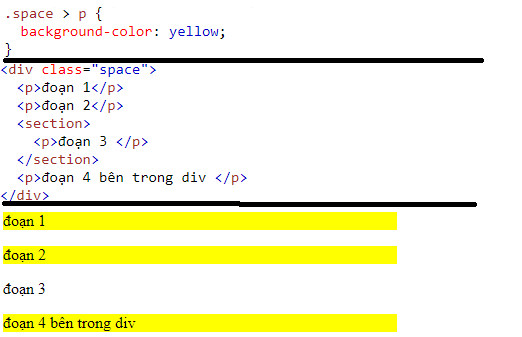 .space > p {
background-color: yellow;
}
<div class="space">
<p>đoạn 1</p>
<p>đoạn 2</p>
<section>
<p>đoạn 3 </p>
</section>
<p>đoạn 4 bên trong div </p>
</div>
đoạn 1
đoạn 2
đoạn 3
đoạn 4 bên trong div